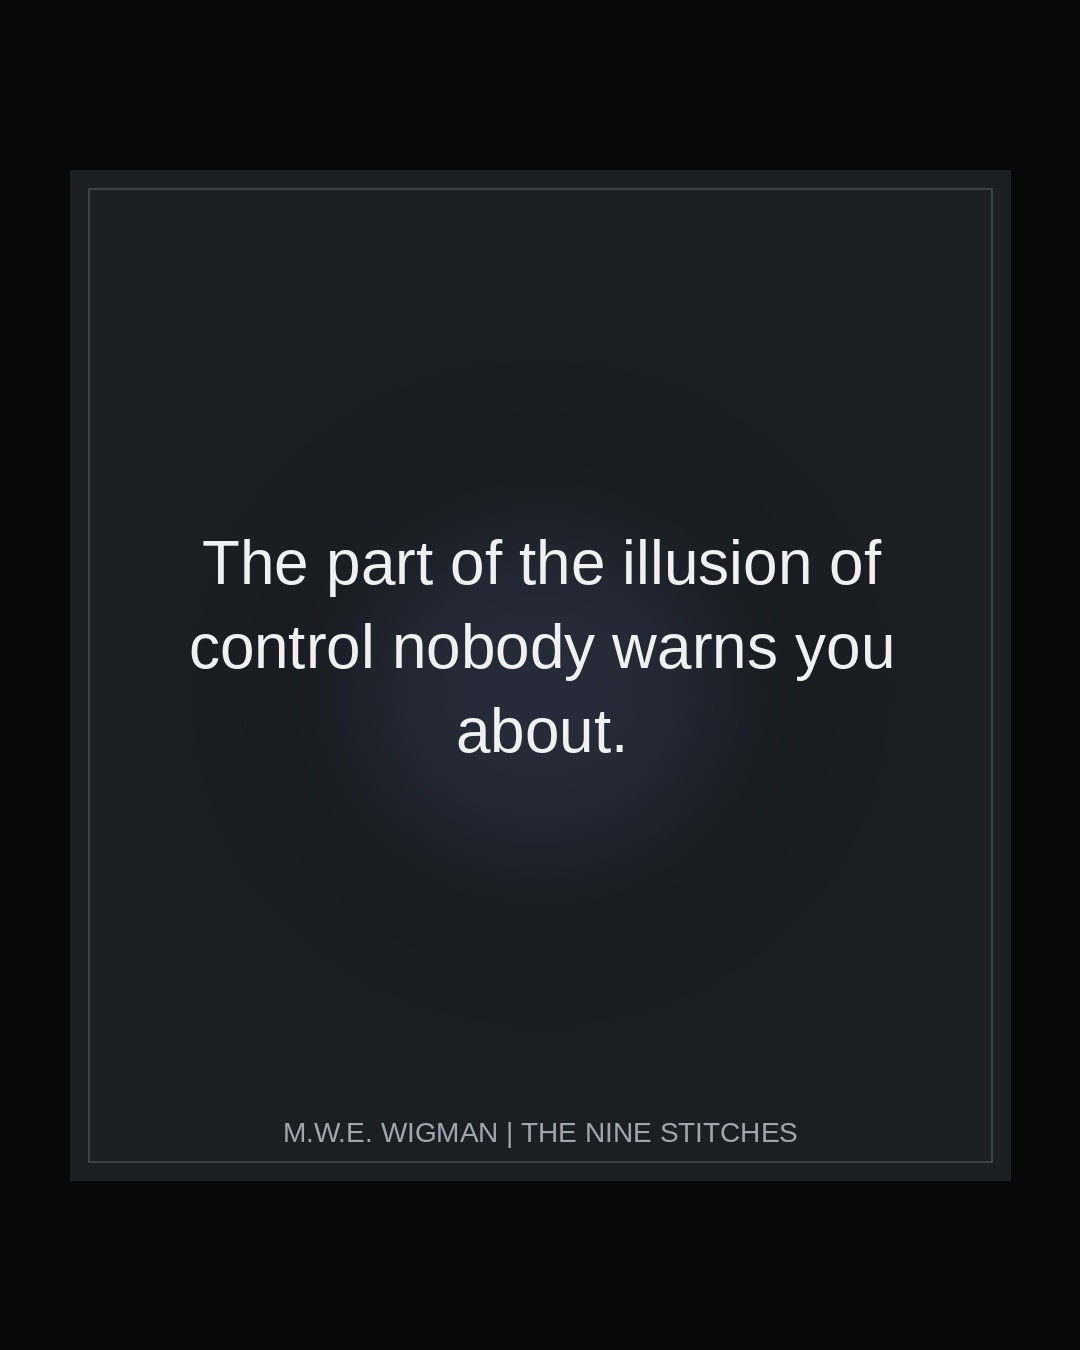 The part of the illusion of
control nobody warns you
about.
M.W.E. WIGMAN | THE NINE STITCHES